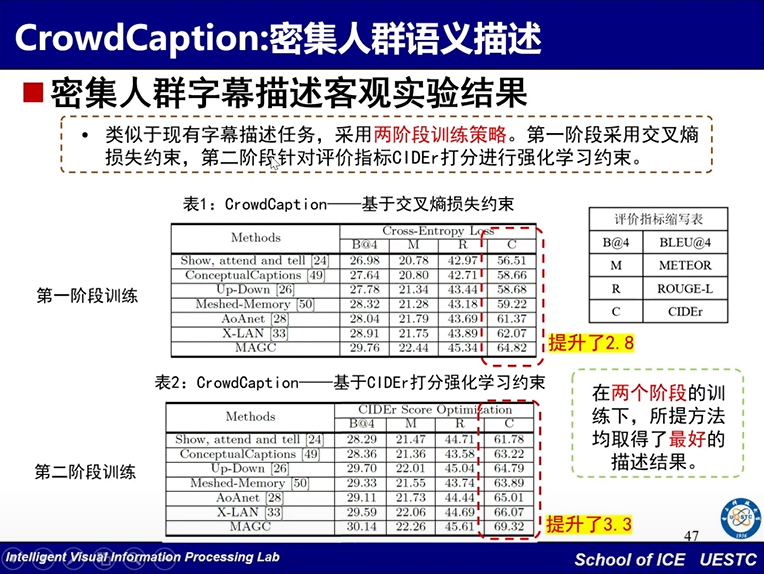 CrowdCaption:密集人群语义描述
■密集人群字幕描述客观实验结果
• 类似于现有字幕描述任务，采用两阶段训练策略。第一阶段采用交叉熵
损失约束，第二阶段针对评价指标CIDEr打分进行强化学习约束。
表1：CrowdCaption——基于交叉熵损失约束
第一阶段训练
Methods Cross-Entropy Loss
B@4 M R C
Show, attend and tell [24] 26.98 20.78 42.97 56.51
ConceptualCaptions [49] 27.64 20.80 42.71 58.66
Up-Down [26] 27.78 21.34 43.44 58.68
Meshed-Memory [50] 28.32 21.28 43.18 59.22
AoAnet [28] 28.04 21.79 43.69 61.37
X-LAN [33] 28.91 21.75 43.89 62.07
MAGC 29.76 22.44 45.34 64.82
提升了2.8
评价指标缩写表
B@4 BLEU@4
M METEOR
R ROUGE-L
C CIDEr
表2：CrowdCaption——基于CIDEr打分强化学习约束
第二阶段训练
Methods CIDEr Score Optimization
B@4 M R C
Show, attend and tell [24] 28.29 21.47 44.71 61.78
ConceptualCaptions [49] 28.36 21.36 43.58 63.22
Up-Down [26] 29.70 22.01 45.04 64.79
Meshed-Memory [50] 29.33 21.55 43.74 63.89
AoAnet [28] 29.11 21.73 44.44 65.01
X-LAN [33] 29.59 22.06 44.69 66.07
MAGC 30.14 22.26 45.61 69.32
提升了3.3
在两个阶段的训
练下，所提方法
均取得了最好的
描述结果。
UESTC
1956
47
Intelligent Visual Information Processing Lab
School of ICE UESTC